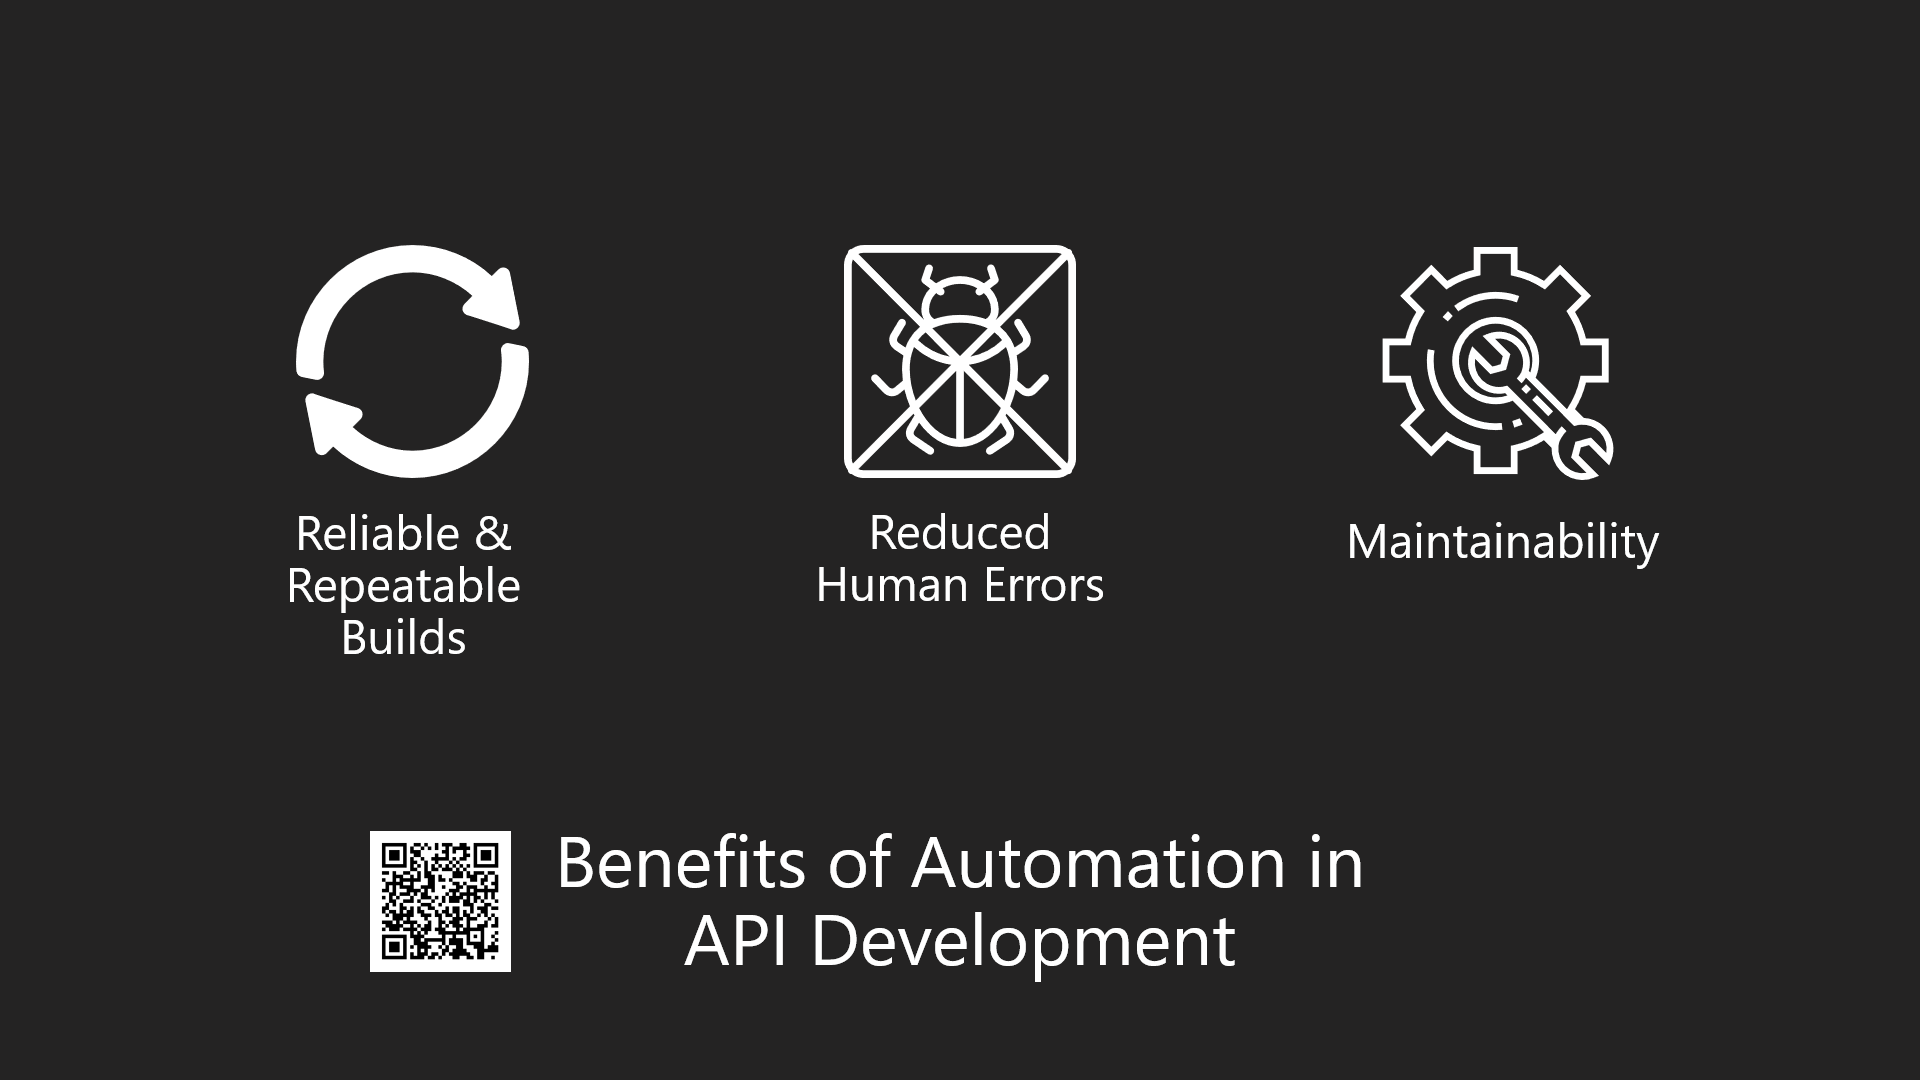 Reliable &
Repeatable
Builds
Reduced
Human Errors
Maintainability
Benefits of Automation in
API Development